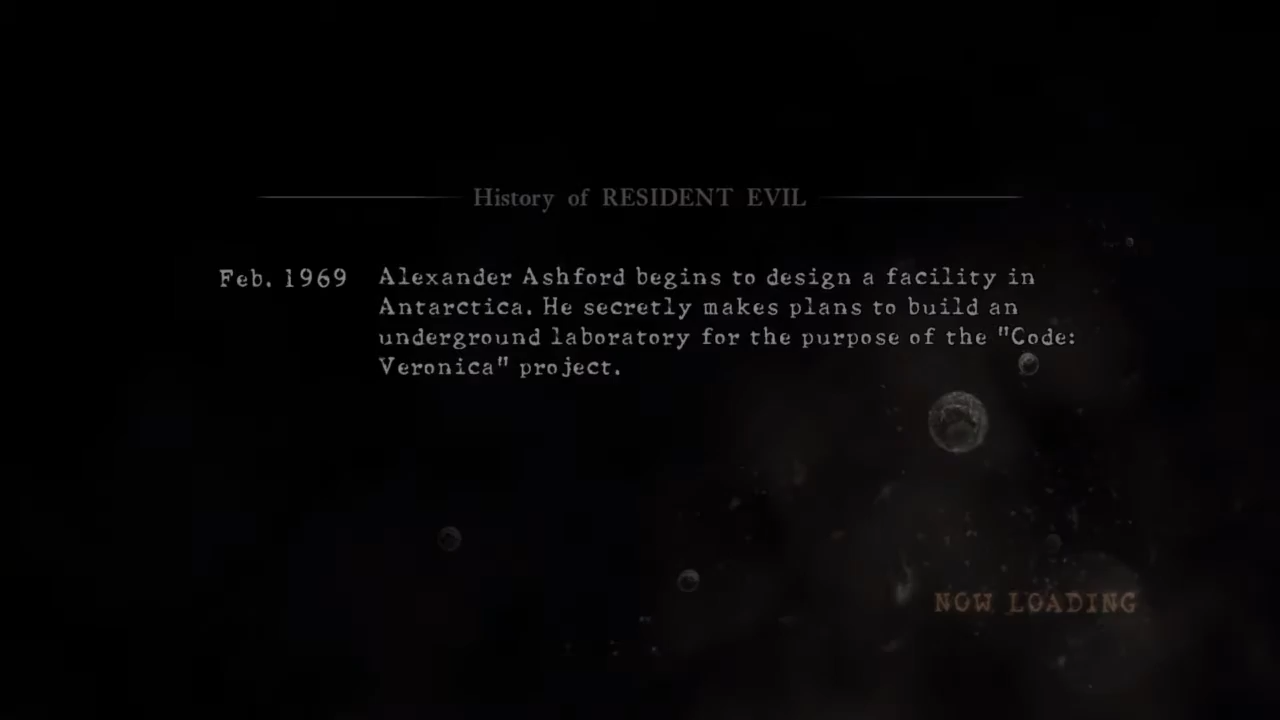 History of RESIDENT EVIL
Feb. 1969 Alexander Ashford begins to design a facility in
Antarctica. He secretly makes plans to build an
underground laboratory for the purpose of the "Code:
Veronica" project.
NOW LOADING